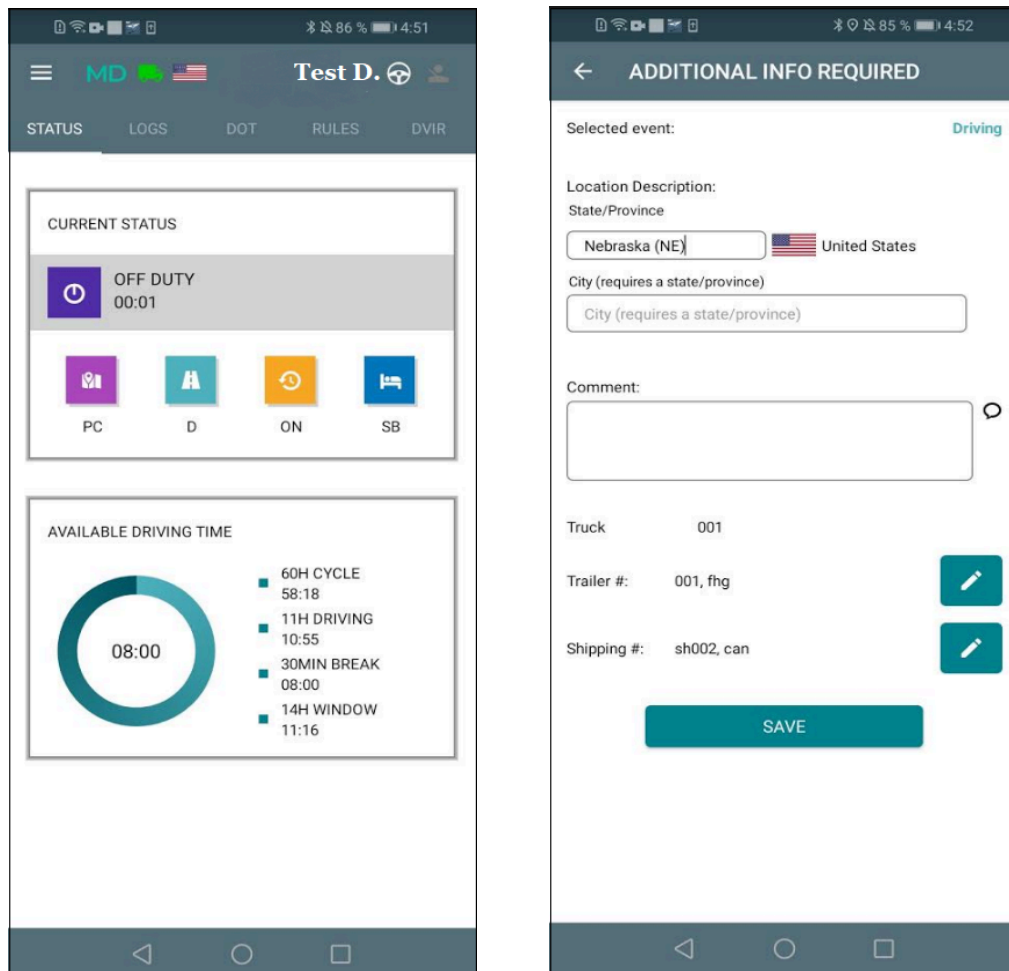 86 % 4:51
MD Test D.
STATUS LOGS DOT RULES DVIR
CURRENT STATUS
OFF DUTY
00:01
PC D ON SB
AVAILABLE DRIVING TIME
08:00
60H CYCLE
58:18
11H DRIVING
10:55
30MIN BREAK
08:00
14H WINDOW
11:16
85 % 4:52
ADDITIONAL INFO REQUIRED
Selected event: Driving
Location Description:
State/Province
Nebraska (NE) United States
City (requires a state/province)
City (requires a state/province)
Comment:
Truck 001
Trailer #: 001, fhg
Shipping #: sh002, can
SAVE